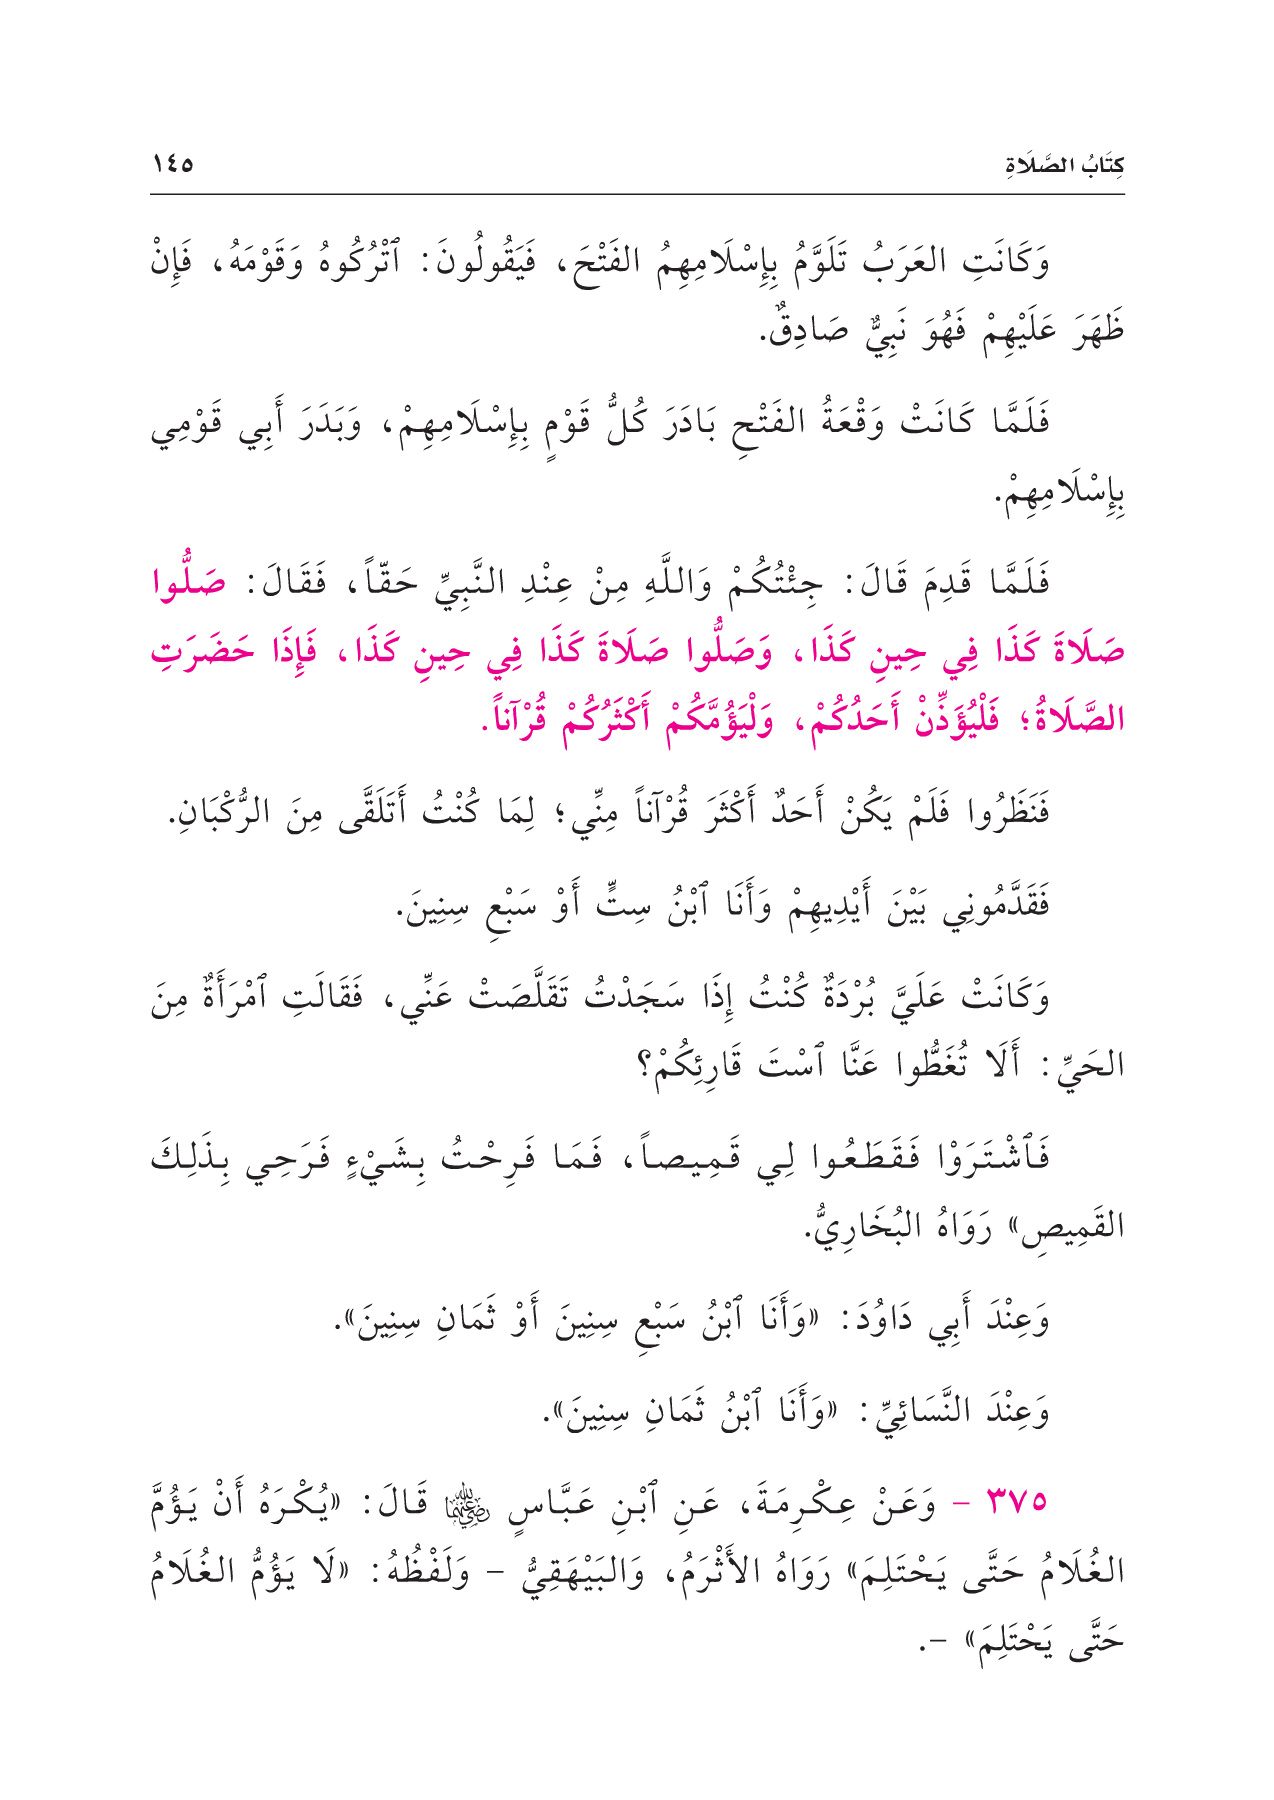 كِتَابُ الصَّلَاةِ ١٤٥
وَكَانَتِ العَرَبُ تَلَوَّمُ بِإِسْلَامِهِمُ الفَتْحَ، فَيَقُولُونَ: ٱتْرُكُوهُ وَقَوْمَهُ، فَإِنْ
ظَهَرَ عَلَيْهِمْ فَهُوَ نَبِيٌّ صَادِقٌ.
فَلَمَّا كَانَتْ وَقْعَةُ الفَتْحِ بَادَرَ كُلُّ قَوْمٍ بِإِسْلَامِهِمْ، وَبَدَرَ أَبِي قَوْمِي
بِإِسْلَامِهِمْ.
فَلَمَّا قَدِمَ قَالَ: جِئْتُكُمْ وَاللَّهِ مِنْ عِنْدِ النَّبِيِّ حَقّاً، فَقَالَ: صَلُّوا
صَلَاةَ كَذَا فِي حِينِ كَذَا، وَصَلُّوا صَلَاةَ كَذَا فِي حِينِ كَذَا، فَإِذَا حَضَرَتِ
الصَّلَاةُ؛ فَلْيُؤَذِّنْ أَحَدُكُمْ، وَلْيَؤُمَّكُمْ أَكْثَرُكُمْ قُرْآناً.
فَنَظَرُوا فَلَمْ يَكُنْ أَحَدٌ أَكْثَرَ قُرْآناً مِنِّي؛ لِمَا كُنْتُ أَتَلَقَّى مِنَ الرُّكْبَانِ.
فَقَدَّمُونِي بَيْنَ أَيْدِيهِمْ وَأَنَا ٱبْنُ سِتٍّ أَوْ سَبْعِ سِنِينَ.
وَكَانَتْ عَلَيَّ بُرْدَةٌ كُنْتُ إِذَا سَجَدْتُ تَقَلَّصَتْ عَنِّي، فَقَالَتِ ٱمْرَأَةٌ مِنَ
الحَيِّ: أَلَا تُغَطُّوا عَنَّا ٱسْتَ قَارِئِكُمْ؟
فَٱشْتَرَوْا فَقَطَعُوا لِي قَمِيصاً، فَمَا فَرِحْتُ بِشَيْءٍ فَرَحِي بِذَلِكَ
القَمِيصِ» رَوَاهُ البُخَارِيُّ.
وَعِنْدَ أَبِي دَاوُدَ: «وَأَنَا ٱبْنُ سَبْعِ سِنِينَ أَوْ ثَمَانِ سِنِينَ».
وَعِنْدَ النَّسَائِيِّ: «وَأَنَا ٱبْنُ ثَمَانِ سِنِينَ».
٣٧٥ – وَعَنْ عِكْرِمَةَ، عَنِ ٱبْنِ عَبَّاسٍ رضي الله عنهما قَالَ: «يُكْرَهُ أَنْ يَؤُمَّ
الغُلَامُ حَتَّى يَحْتَلِمَ» رَوَاهُ الأَثْرَمُ، وَالبَيْهَقِيُّ – وَلَفْظُهُ: «لَا يَؤُمُّ الغُلَامُ
حَتَّى يَحْتَلِمَ» –.